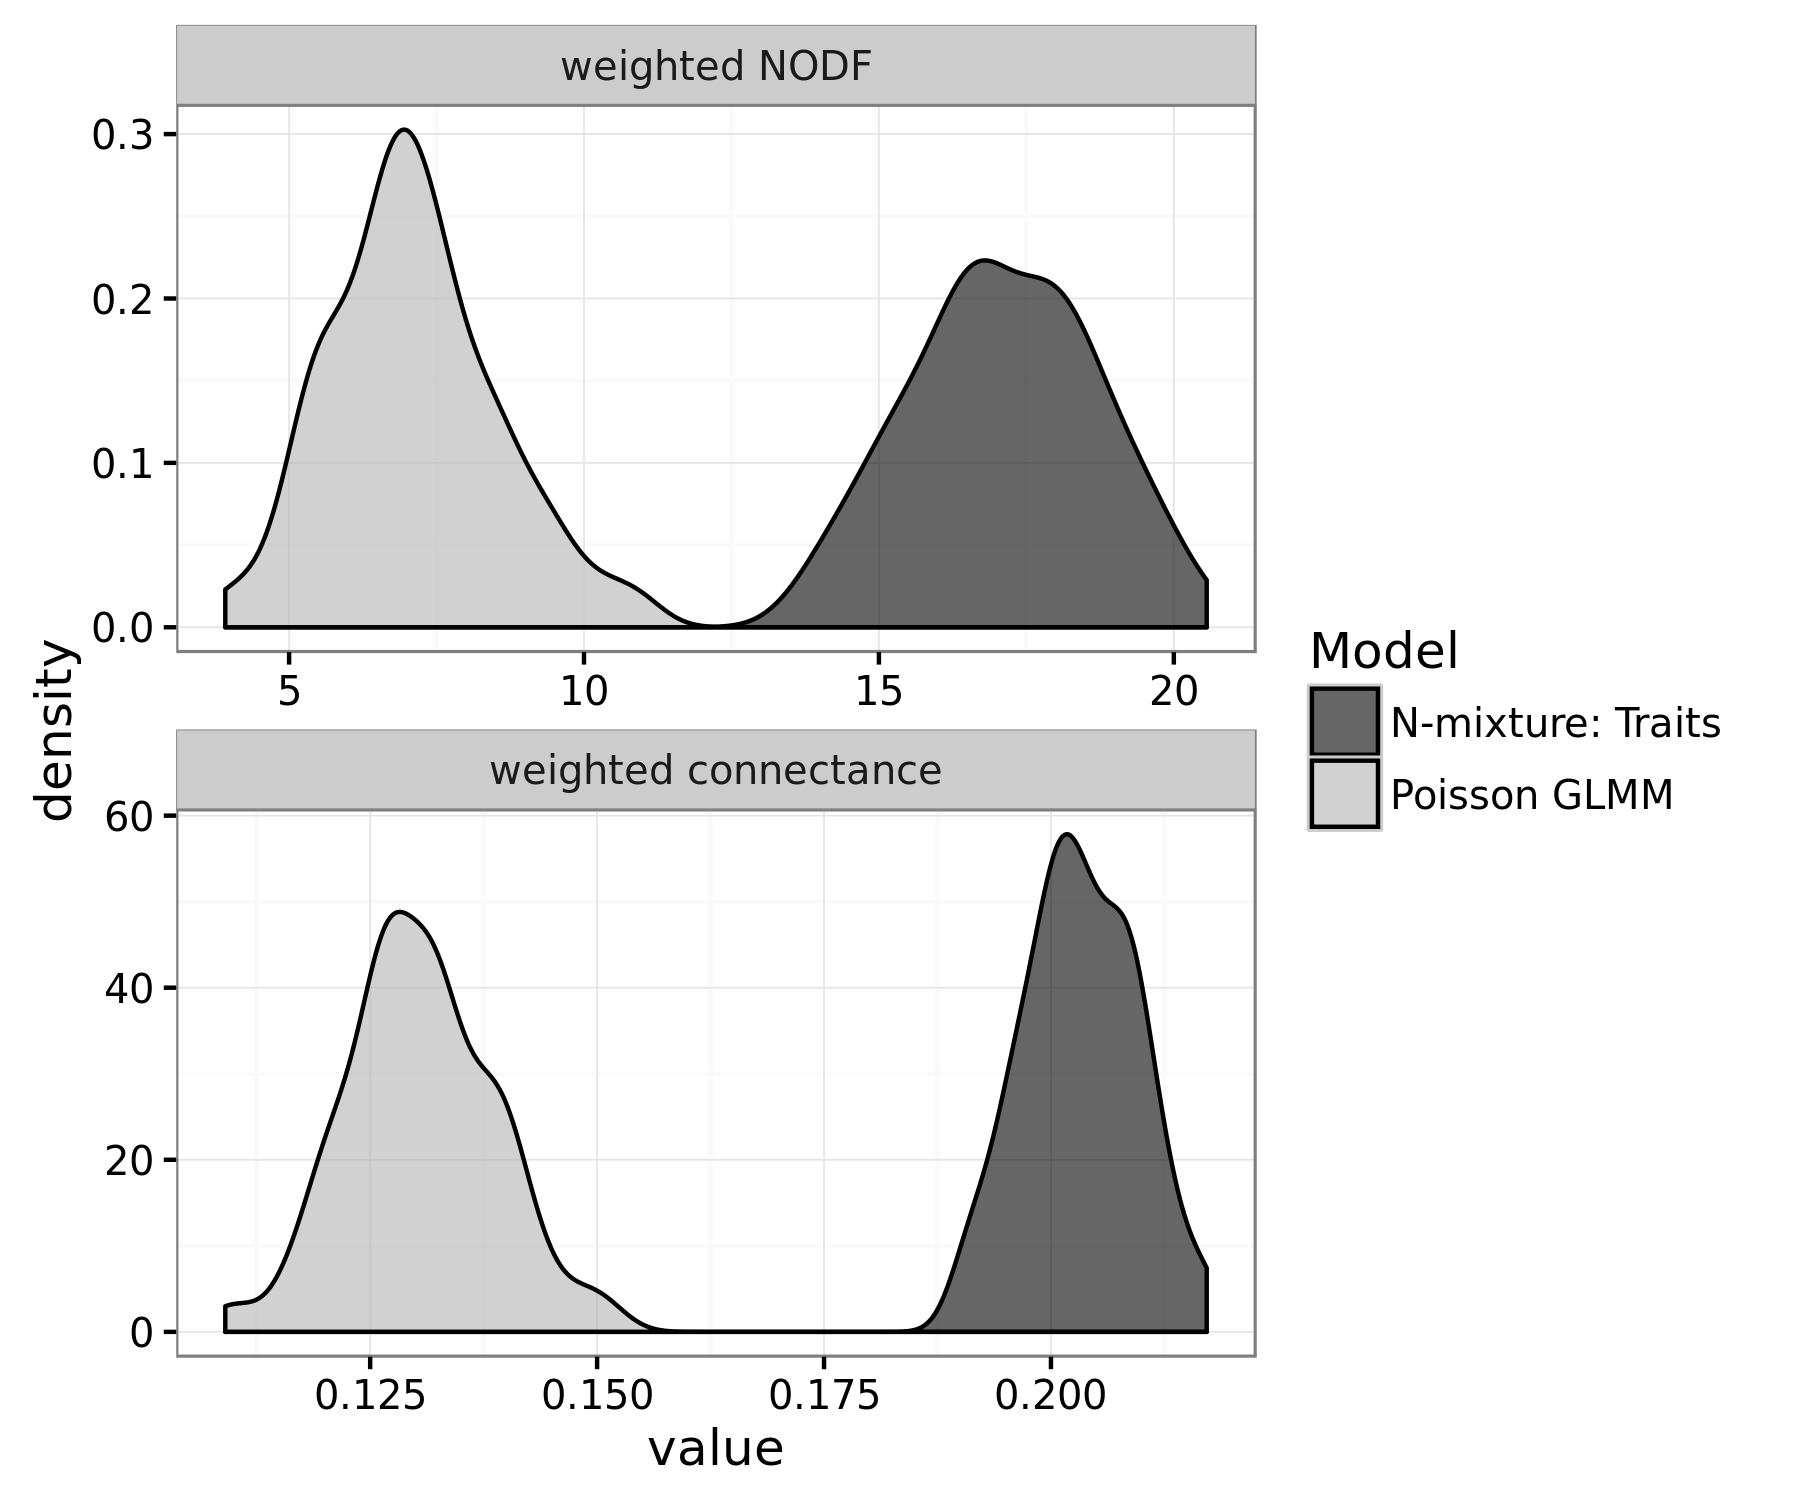 weighted NODF
0.3
0.2
0.1
0.0
5 10 15 20
density
weighted connectance
60
40
20
0
0.125 0.150 0.175 0.200
value
Model
N-mixture: Traits
Poisson GLMM